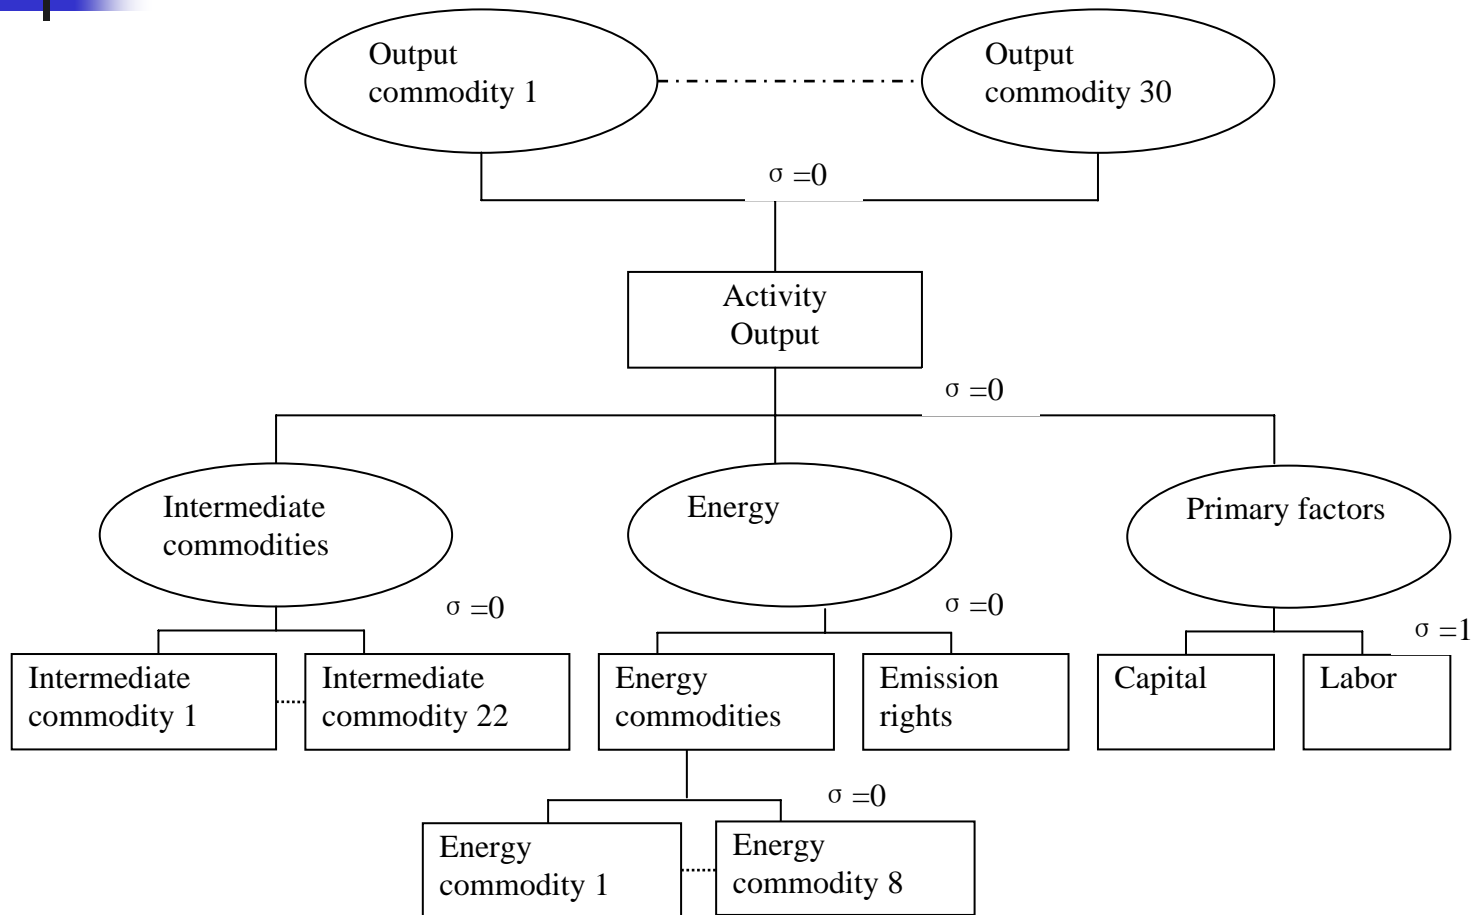 Output
commodity 1
Output
commodity 30
σ =0
Activity
Output
σ =0
Intermediate
commodities
Energy
Primary factors
σ =0
σ =0
σ =1
Intermediate
commodity 1
Intermediate
commodity 22
Energy
commodities
Emission
rights
Capital
Labor
σ =0
Energy
commodity 1
Energy
commodity 8